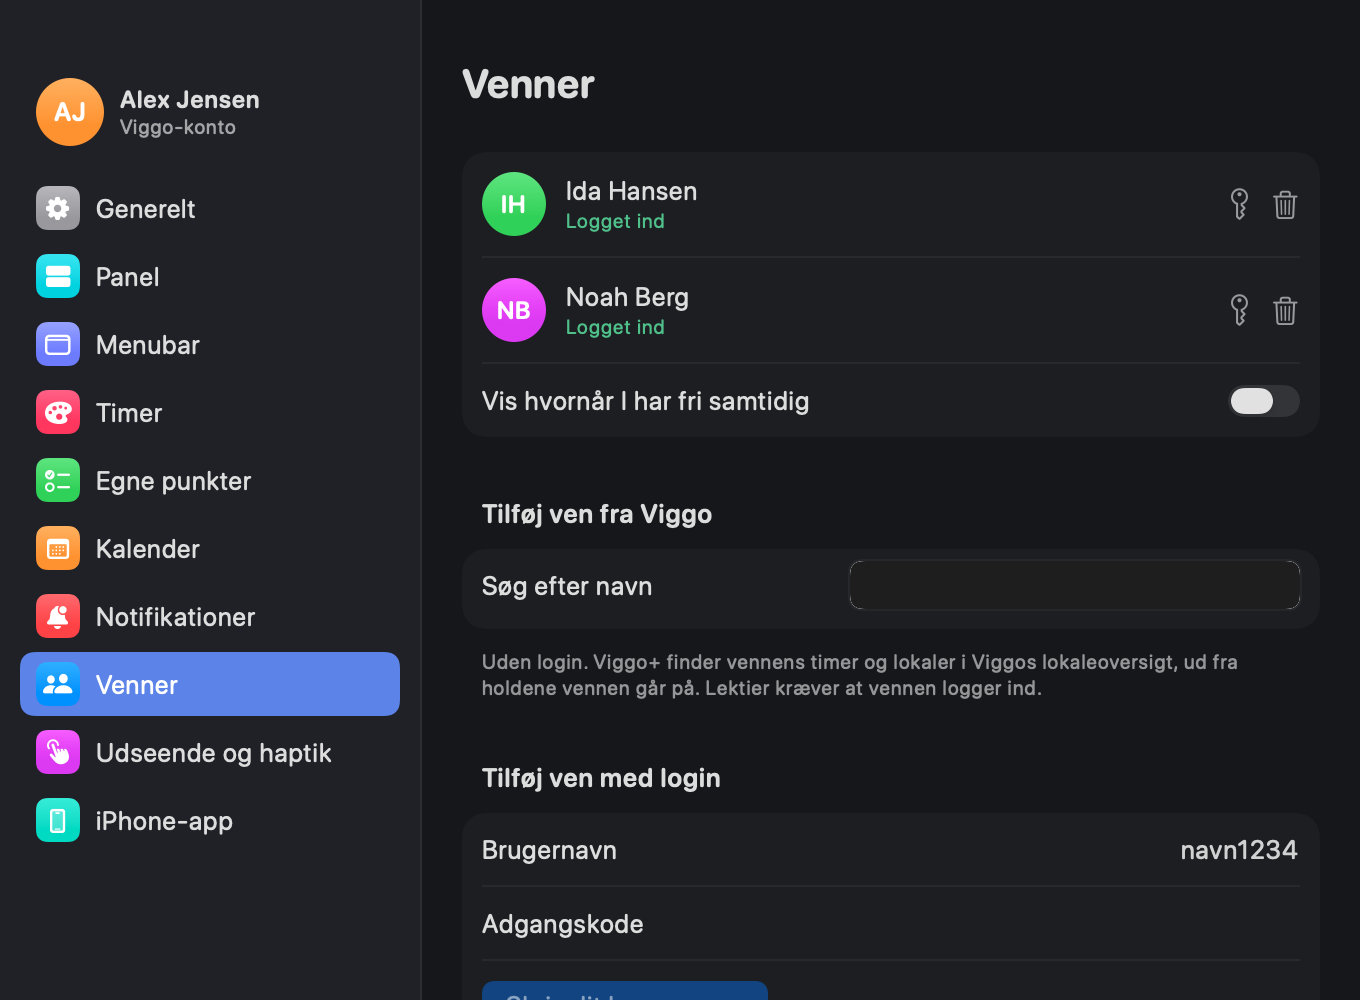 AJ
Alex Jensen
Viggo-konto
Generelt
Panel
Menubar
Timer
Egne punkter
Kalender
Notifikationer
Venner
Udseende og haptik
iPhone-app
Venner
IH
Ida Hansen
Logget ind
NB
Noah Berg
Logget ind
Vis hvornår I har fri samtidig
Tilføj ven fra Viggo
Søg efter navn
Uden login. Viggo+ finder vennens timer og lokaler i Viggos lokaleoversigt, ud fra
holdene vennen går på. Lektier kræver at vennen logger ind.
Tilføj ven med login
Brugernavn
navn1234
Adgangskode